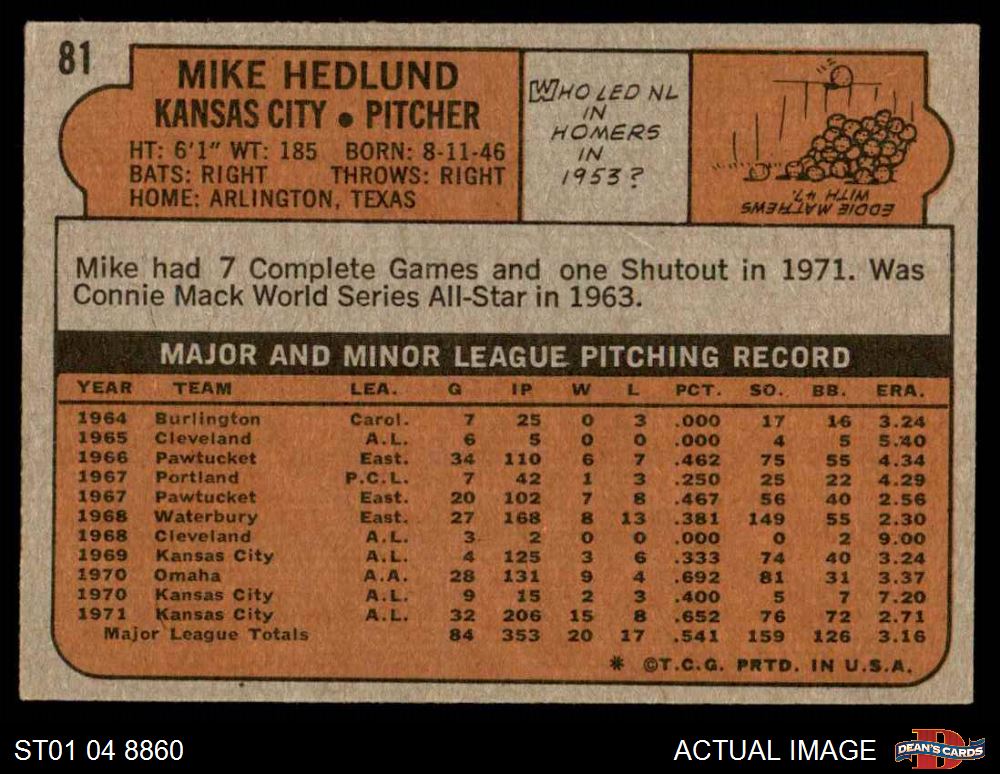 81
MIKE HEDLUND
KANSAS CITY • PITCHER
HT: 6'1" WT: 185 BORN: 8-11-46
BATS: RIGHT THROWS: RIGHT
HOME: ARLINGTON, TEXAS
WHO LED NL
IN
HOMERS
IN
1953?
EDDIE MATHEWS
WITH 47.
Mike had 7 Complete Games and one Shutout in 1971. Was
Connie Mack World Series All-Star in 1963.
MAJOR AND MINOR LEAGUE PITCHING RECORD
YEAR TEAM LEA. G IP W L PCT. SO. BB. ERA.
1964 Burlington Carol. 7 25 0 3 .000 17 16 3.24
1965 Cleveland A.L. 6 5 0 0 .000 4 5 5.40
1966 Pawtucket East. 34 110 6 7 .462 75 55 4.34
1967 Portland P.C.L. 7 42 1 3 .250 25 22 4.29
1967 Pawtucket East. 20 102 7 8 .467 56 40 2.56
1968 Waterbury East. 27 168 8 13 .381 149 55 2.30
1968 Cleveland A.L. 3 2 0 0 .000 0 2 9.00
1969 Kansas City A.L. 4 125 3 6 .333 74 40 3.24
1970 Omaha A.A. 28 131 9 4 .692 81 31 3.37
1970 Kansas City A.L. 9 15 2 3 .400 5 7 7.20
1971 Kansas City A.L. 32 206 15 8 .652 76 72 2.71
Major League Totals 84 353 20 17 .541 159 126 3.16
* ©T.C.G. PRTD. IN U.S.A.
ST01 04 8860
ACTUAL IMAGE
DEAN'S CARDS